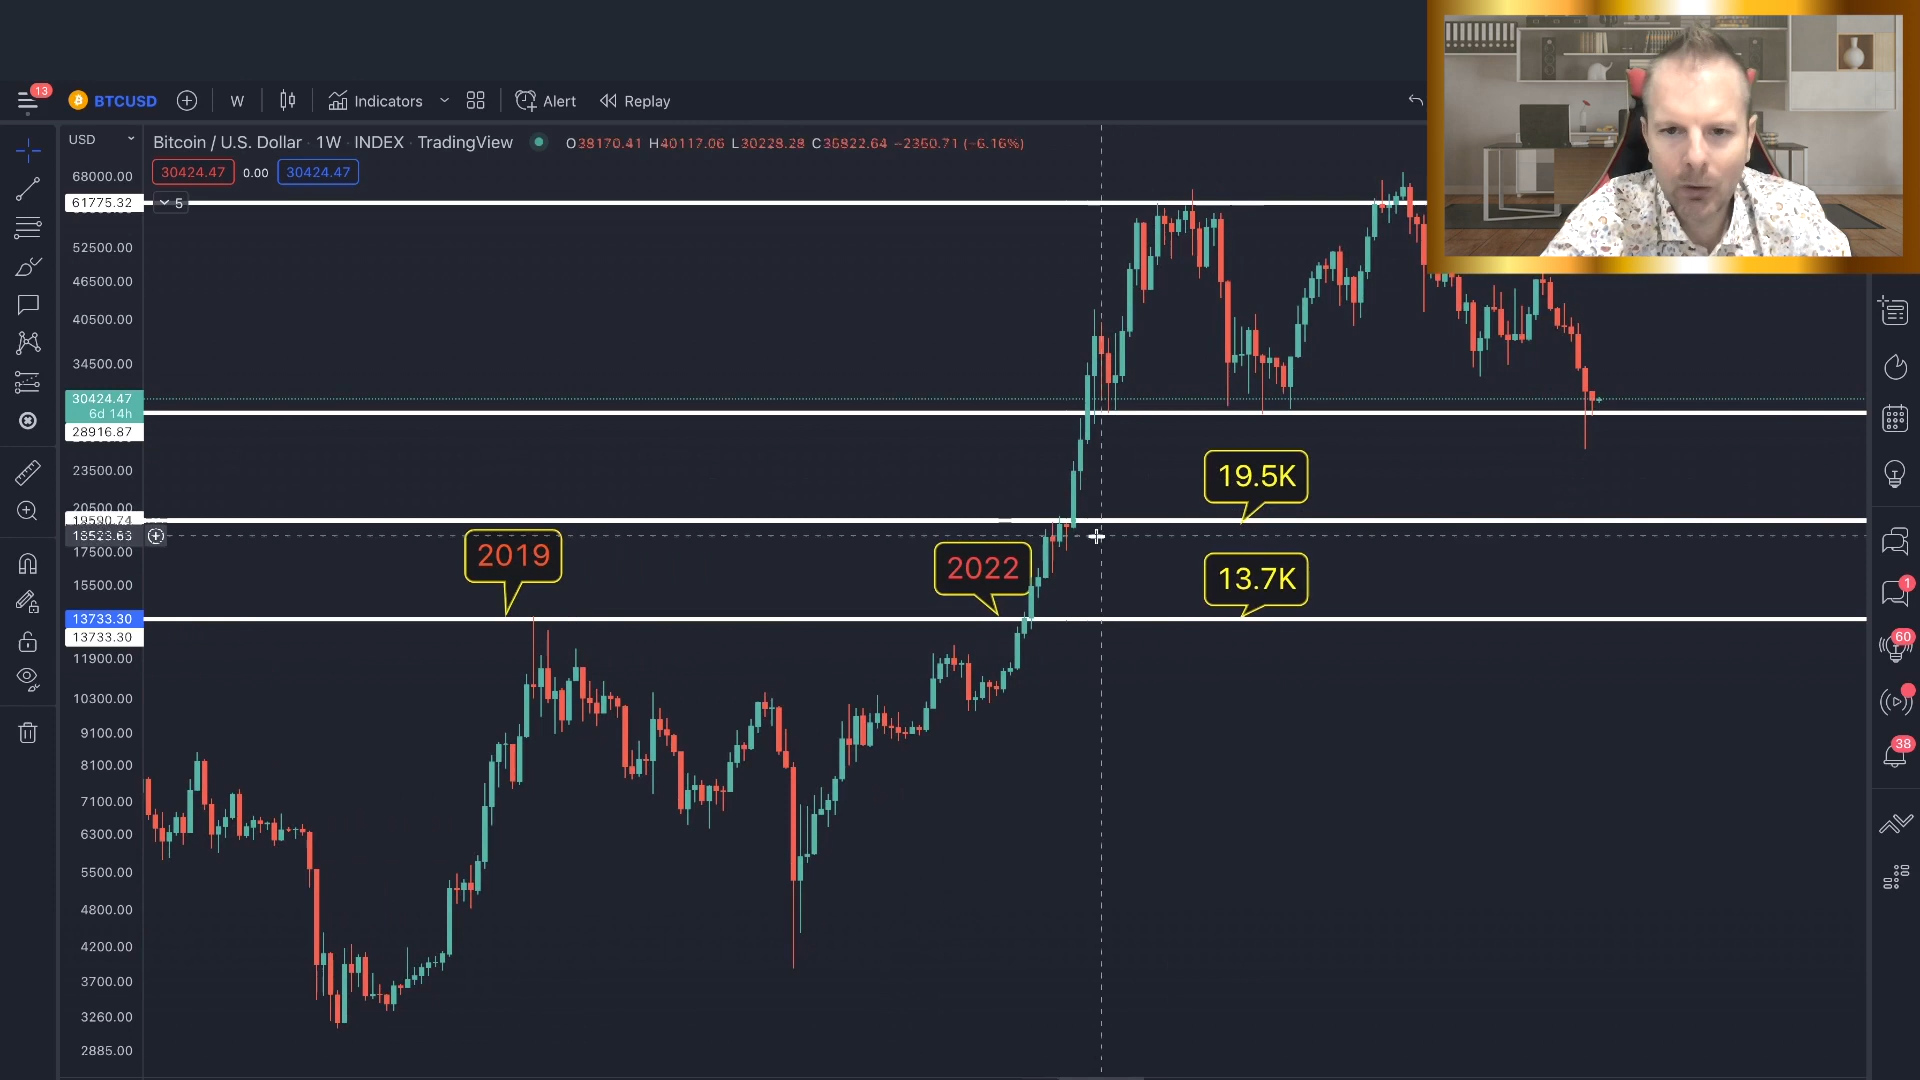 13
BTCUSD
W
Indicators
Alert
Replay
USD
Bitcoin / U.S. Dollar · 1W · INDEX · TradingView
O38170.41 H40117.06 L30228.28 C35822.64 −2350.71 (−6.16%)
30424.47 0.00 30424.47
5
68000.00
61775.32
52500.00
46500.00
40500.00
34500.00
30424.47
6d 14h
28916.87
23500.00
20500.00
19590.74
18523.63
17500.00
15500.00
13733.30
13733.30
11900.00
10300.00
9100.00
8100.00
7100.00
6300.00
5500.00
4800.00
4200.00
3700.00
3260.00
2885.00
19.5K
2019
2022
13.7K
1
60
38